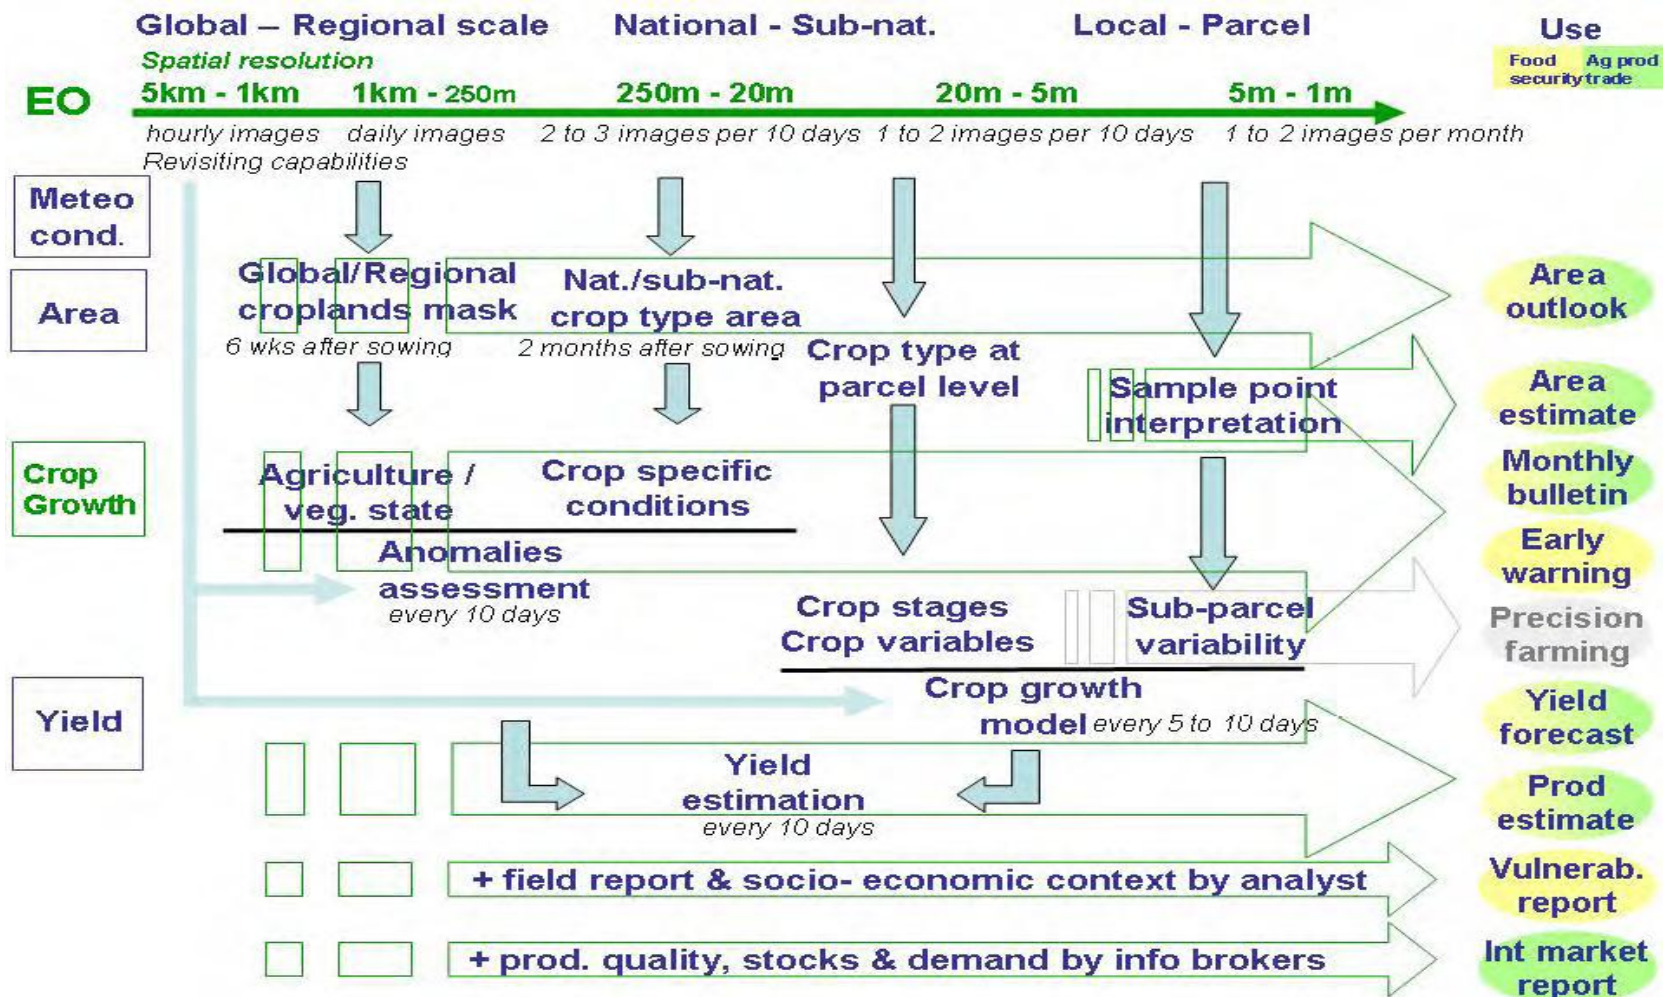 Global – Regional scale
National - Sub-nat.
Local - Parcel
Use
Spatial resolution
Food security
Ag prod trade
EO
5km - 1km
1km - 250m
250m - 20m
20m - 5m
5m - 1m
hourly images
daily images
2 to 3 images per 10 days
1 to 2 images per 10 days
1 to 2 images per month
Revisiting capabilities
Meteo
cond.
Area
Global/Regional
croplands mask
6 wks after sowing
Nat./sub-nat.
crop type area
2 months after sowing
Crop type at
parcel level
Sample point
interpretation
Area
outlook
Area
estimate
Crop
Growth
Agriculture /
veg. state
Crop specific
conditions
Anomalies
assessment
every 10 days
Monthly
bulletin
Early
warning
Crop stages
Crop variables
Sub-parcel
variability
Precision
farming
Crop growth
model every 5 to 10 days
Yield
Yield
estimation
every 10 days
Yield
forecast
Prod
estimate
+ field report & socio- economic context by analyst
Vulnerab.
report
+ prod. quality, stocks & demand by info brokers
Int market
report